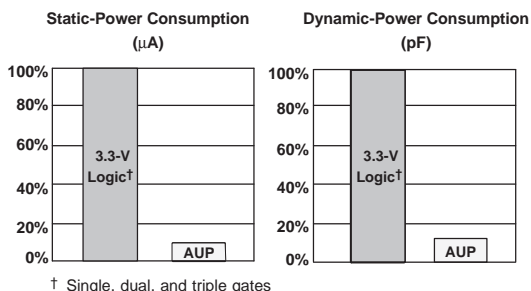 Static-Power Consumption
(μA)
100%
80%
60%
40%
20%
0%
3.3-V
Logic†
AUP
Dynamic-Power Consumption
(pF)
100%
80%
60%
40%
20%
0%
3.3-V
Logic†
AUP
† Single, dual, and triple gates